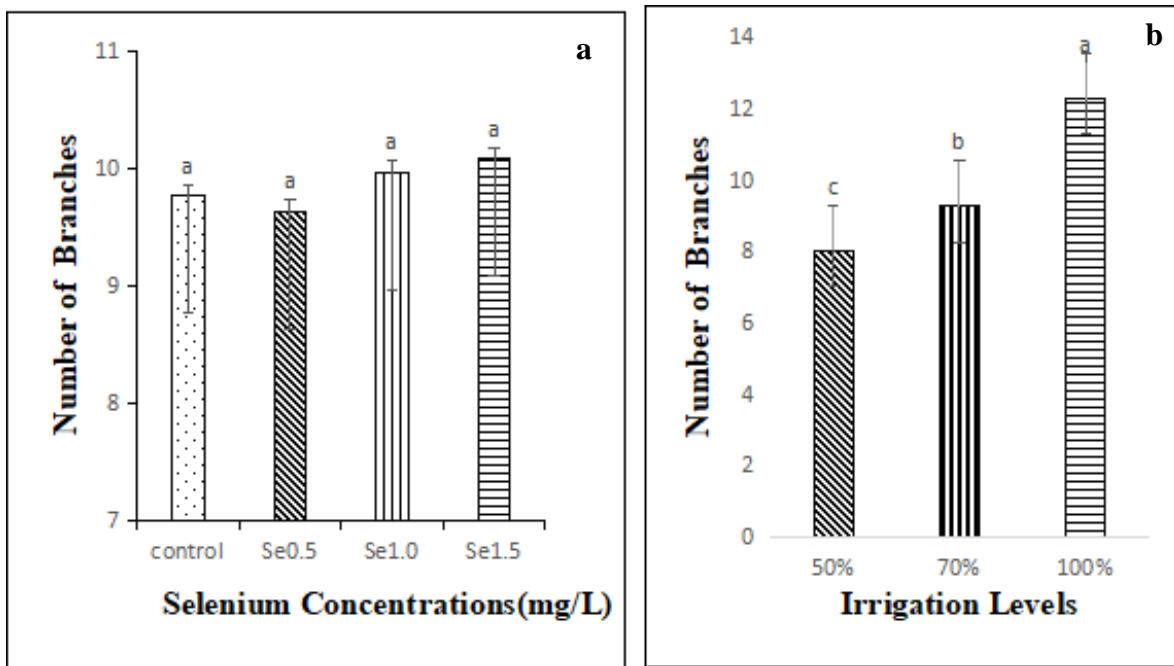 a
Number of Branches
11
10
9
8
7
a
a
a
a
control Se0.5 Se1.0 Se1.5
Selenium Concentrations(mg/L)
b
Number of Branches
14
12
10
8
6
4
2
0
c
b
a
50% 70% 100%
Irrigation Levels